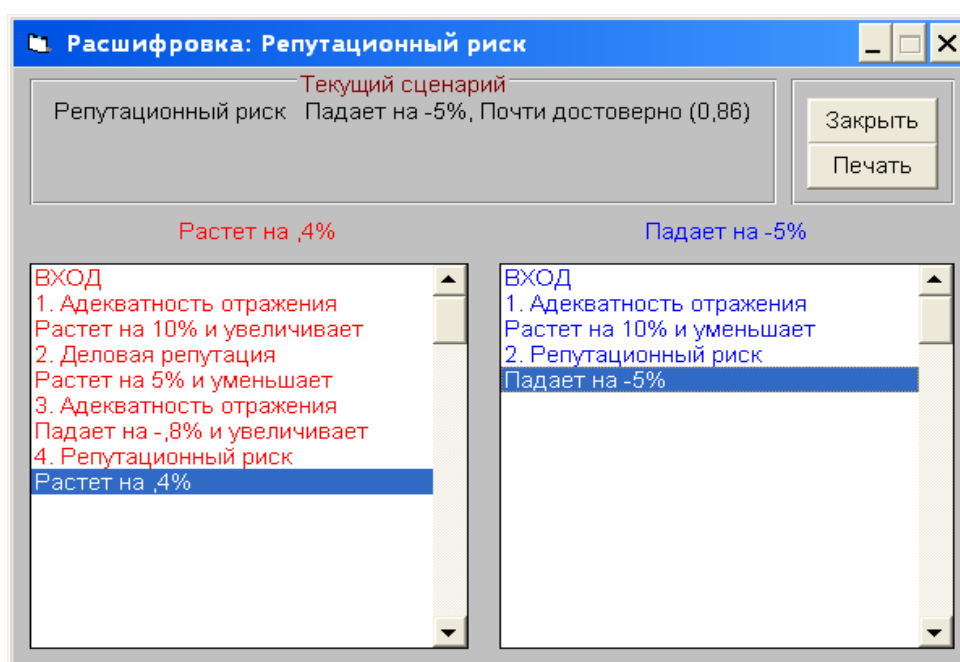 Расшифровка: Репутационный риск
Текущий сценарий
Репутационный риск Падает на -5%, Почти достоверно (0,86)
Закрыть
Печать
Растет на ,4%
ВХОД
1. Адекватность отражения
Растет на 10% и увеличивает
2. Деловая репутация
Растет на 5% и уменьшает
3. Адекватность отражения
Падает на -,8% и увеличивает
4. Репутационный риск
Растет на ,4%
Падает на -5%
ВХОД
1. Адекватность отражения
Растет на 10% и уменьшает
2. Репутационный риск
Падает на -5%